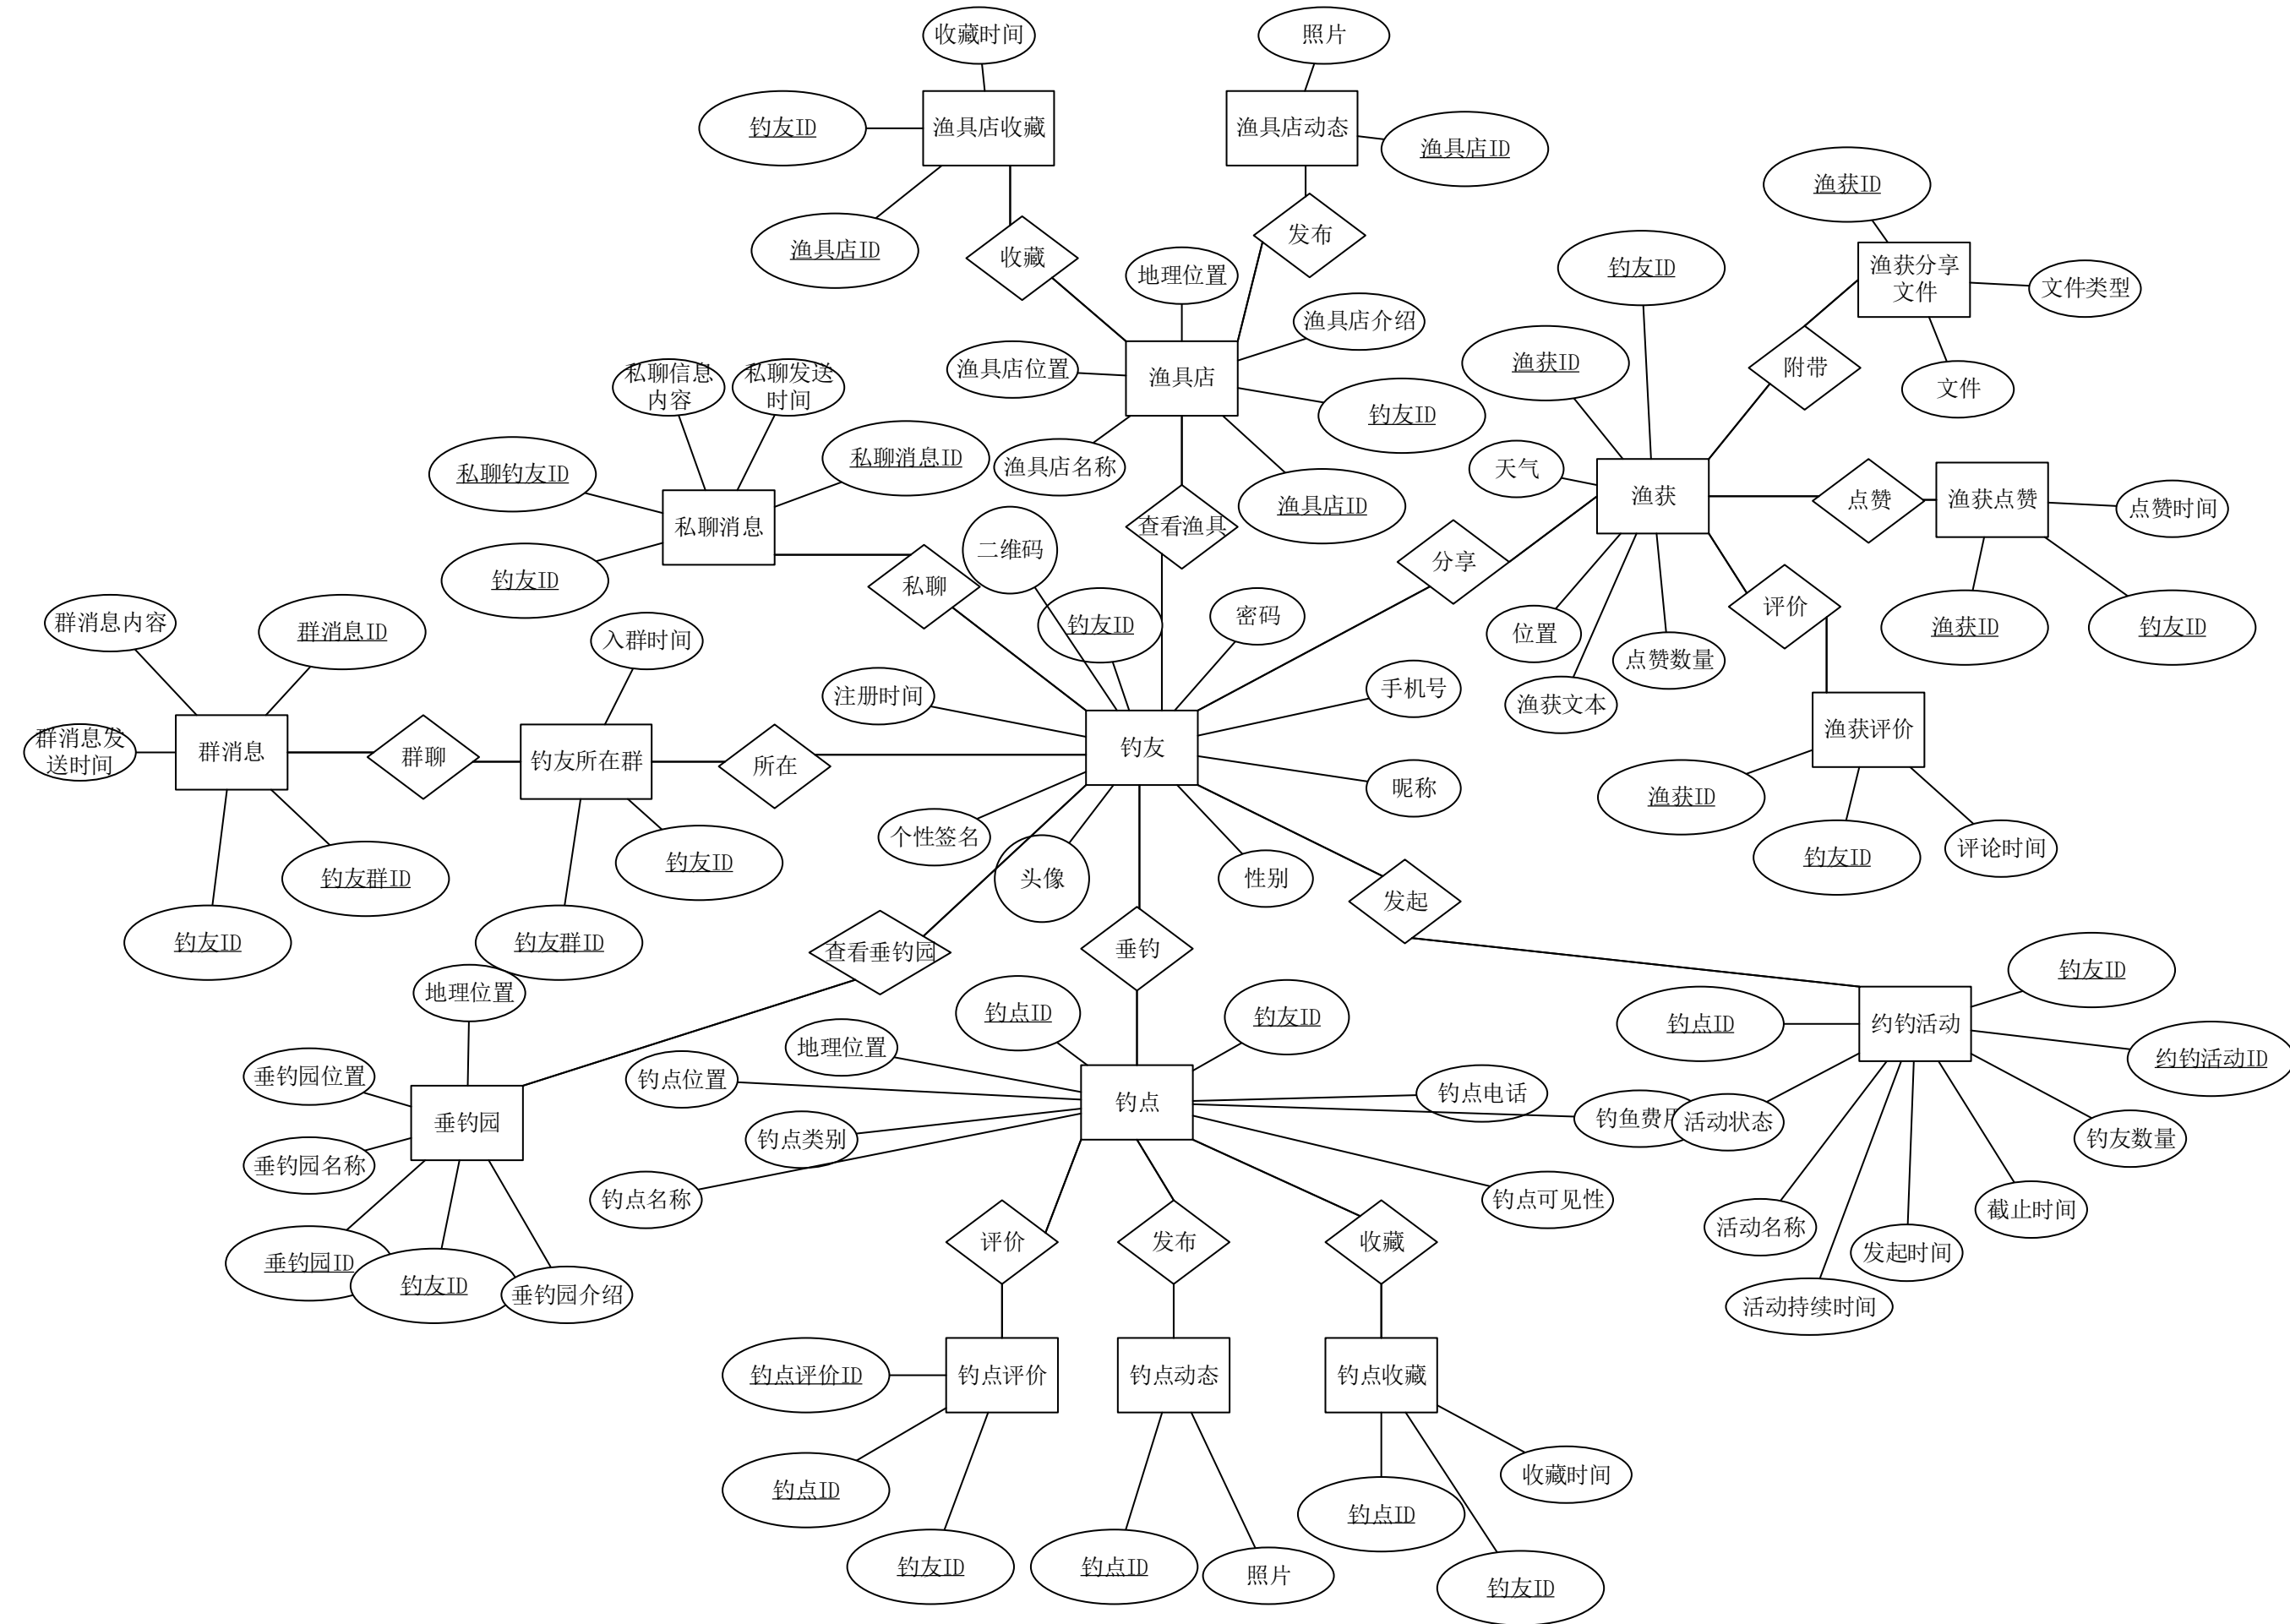 收藏时间
照片
钓友ID
渔具店收藏
渔具店动态
渔具店ID
渔获ID
渔具店ID
收藏
发布
地理位置
钓友ID
渔获分享
文件
文件类型
渔具店介绍
渔具店位置
渔具店
渔获ID
附带
文件
私聊信息
内容
私聊发送
时间
钓友ID
私聊钓友ID
私聊消息ID
渔具店名称
天气
渔获
点赞
渔获点赞
点赞时间
渔具店ID
私聊消息
查看渔具
二维码
分享
钓友ID
私聊
评价
群消息内容
群消息ID
入群时间
钓友ID
密码
位置
渔获ID
钓友ID
点赞数量
注册时间
手机号
渔获文本
群消息发
送时间
群消息
群聊
钓友所在群
所在
钓友
渔获评价
昵称
渔获ID
个性签名
钓友ID
评论时间
钓友群ID
钓友ID
头像
性别
发起
钓友ID
钓友群ID
查看垂钓园
垂钓
地理位置
钓点ID
钓友ID
钓点ID
约钓活动
钓友ID
约钓活动ID
地理位置
垂钓园位置
钓点位置
钓点
钓点电话
垂钓园
钓点类别
钓鱼费用
活动状态
钓友数量
垂钓园名称
钓点名称
钓点可见性
活动名称
截止时间
评价
发布
收藏
发起时间
垂钓园ID
钓友ID
垂钓园介绍
活动持续时间
钓点评价ID
钓点评价
钓点动态
钓点收藏
钓点ID
收藏时间
钓点ID
钓友ID
钓点ID
照片
钓友ID